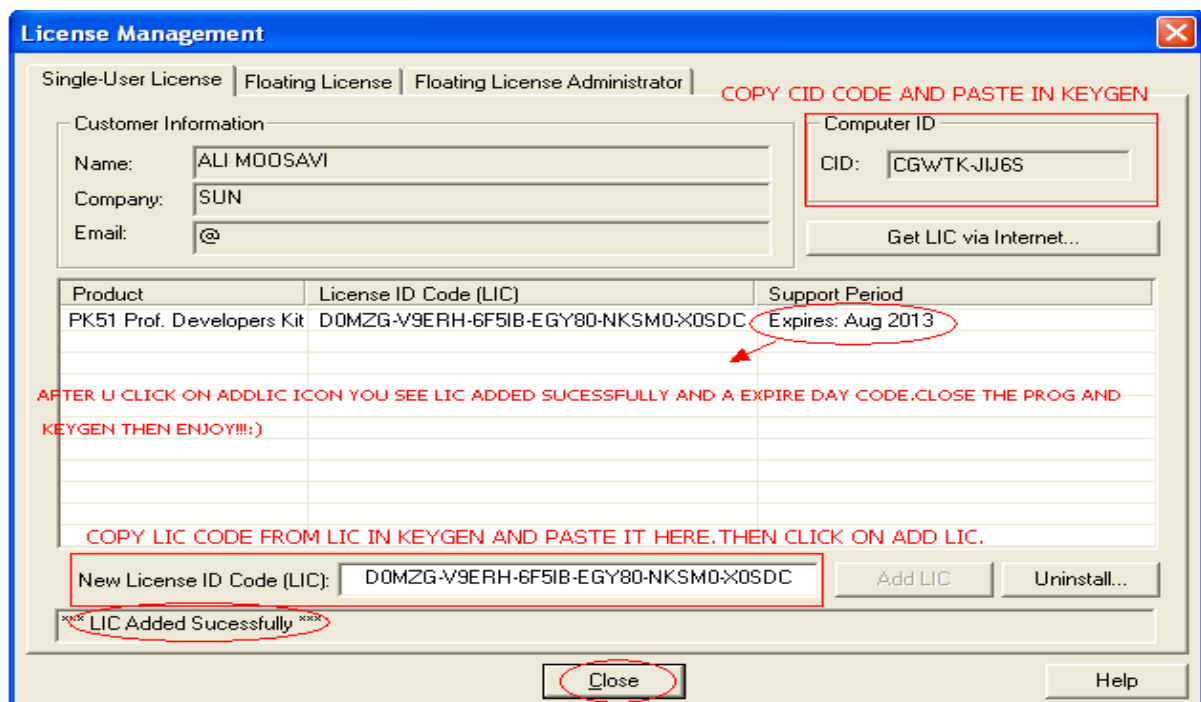 License Management
Single-User License
Floating License
Floating License Administrator
COPY CID CODE AND PASTE IN KEYGEN
Customer Information
Name:
ALI MOOSAVI
Company:
SUN
Email:
@
Computer ID
CID:
CGWTK-JIJ6S
Get LIC via Internet...
Product
License ID Code (LIC)
Support Period
PK51 Prof. Developers Kit
D0MZG-V9ERH-6F5IB-EGY80-NKSM0-X0SDC
Expires: Aug 2013
AFTER U CLICK ON ADDLIC ICON YOU SEE LIC ADDED SUCESSFULLY AND A EXPIRE DAY CODE.CLOSE THE PROG AND
KEYGEN THEN ENJOY!!!:)
COPY LIC CODE FROM LIC IN KEYGEN AND PASTE IT HERE.THEN CLICK ON ADD LIC.
New License ID Code (LIC):
D0MZG-V9ERH-6F5IB-EGY80-NKSM0-X0SDC
Add LIC
Uninstall...
*** LIC Added Sucessfully ***
Close
Help